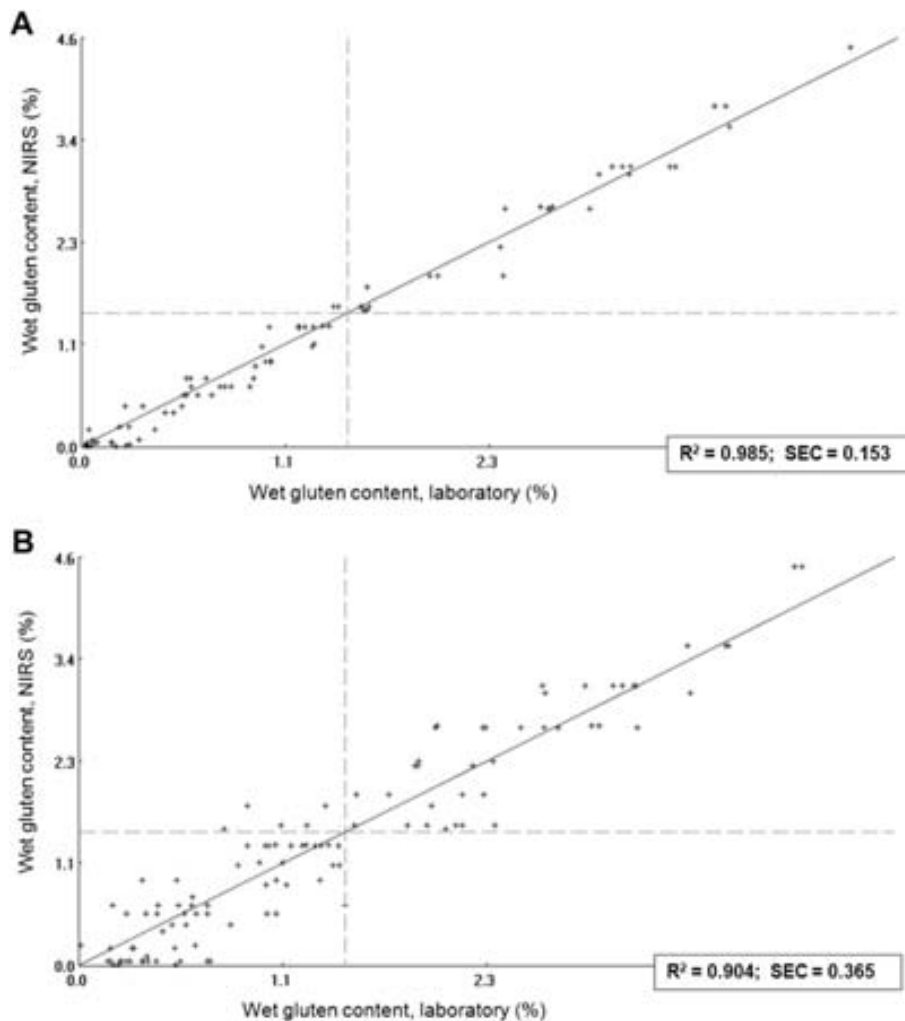 A
4.6
3.4
2.3
1.1
0.0
Wet gluten content, NIRS (%)
0.0 1.1 2.3
R² = 0.985; SEC = 0.153
Wet gluten content, laboratory (%)
B
4.6
3.4
2.3
1.1
0.0
Wet gluten content, NIRS (%)
0.0 1.1 2.3
R² = 0.904; SEC = 0.365
Wet gluten content, laboratory (%)